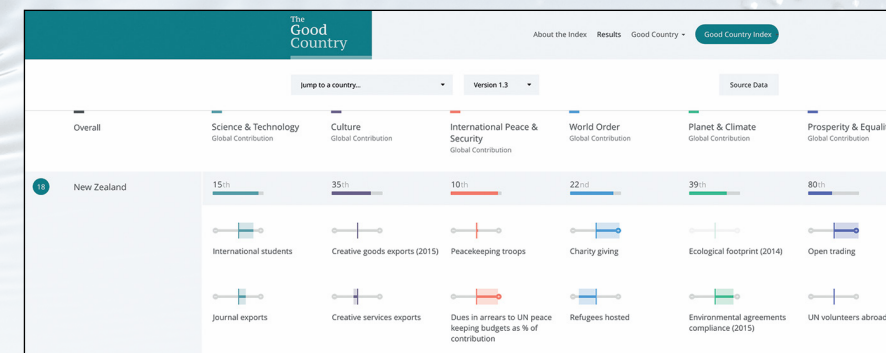 The
Good
Country
About the Index Results Good Country Good Country Index
Jump to a country... Version 1.3 Source Data
Overall
Science & Technology
Global Contribution
Culture
Global Contribution
International Peace &
Security
Global Contribution
World Order
Global Contribution
Planet & Climate
Global Contribution
Prosperity & Equali
Global Contribution
18 New Zealand 15th 35th 10th 22nd 39th 80th
International students Creative goods exports (2015) Peacekeeping troops Charity giving Ecological footprint (2014) Open trading
Journal exports
Creative services exports
Dues in arrears to UN peace
keeping budgets as % of
contribution
Refugees hosted
Environmental agreements
compliance (2015)
UN volunteers abroad